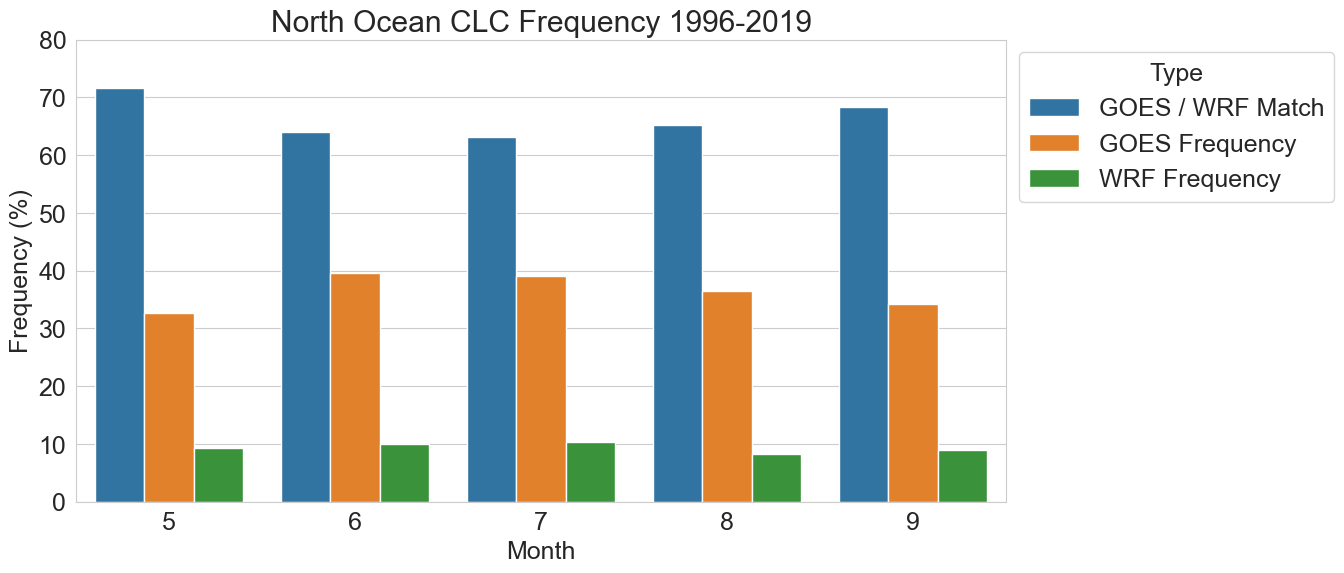 North Ocean CLC Frequency 1996-2019
80
70
60
50
40
30
20
10
0
Frequency (%)
5 6 7 8 9
Month
Type
GOES / WRF Match
GOES Frequency
WRF Frequency